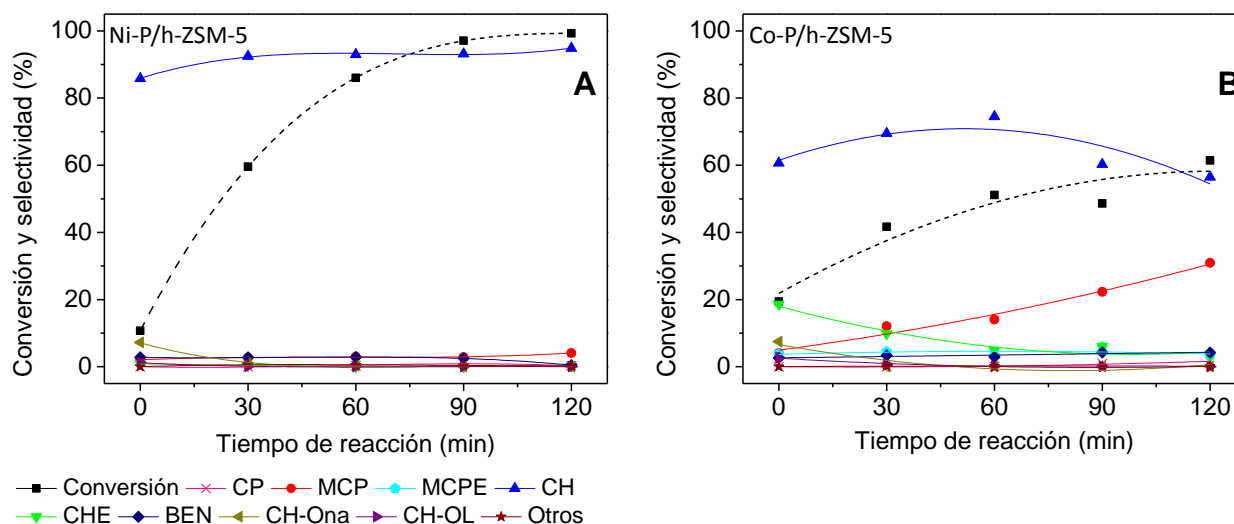 Ni-P/h-ZSM-5
A
Conversión y selectividad (%)
100
80
60
40
20
0
0 30 60 90 120
Tiempo de reacción (min)
Co-P/h-ZSM-5
B
Conversión y selectividad (%)
100
80
60
40
20
0
0 30 60 90 120
Tiempo de reacción (min)
Conversión CP MCP MCPE CH
CHE BEN CH-Ona CH-OL Otros